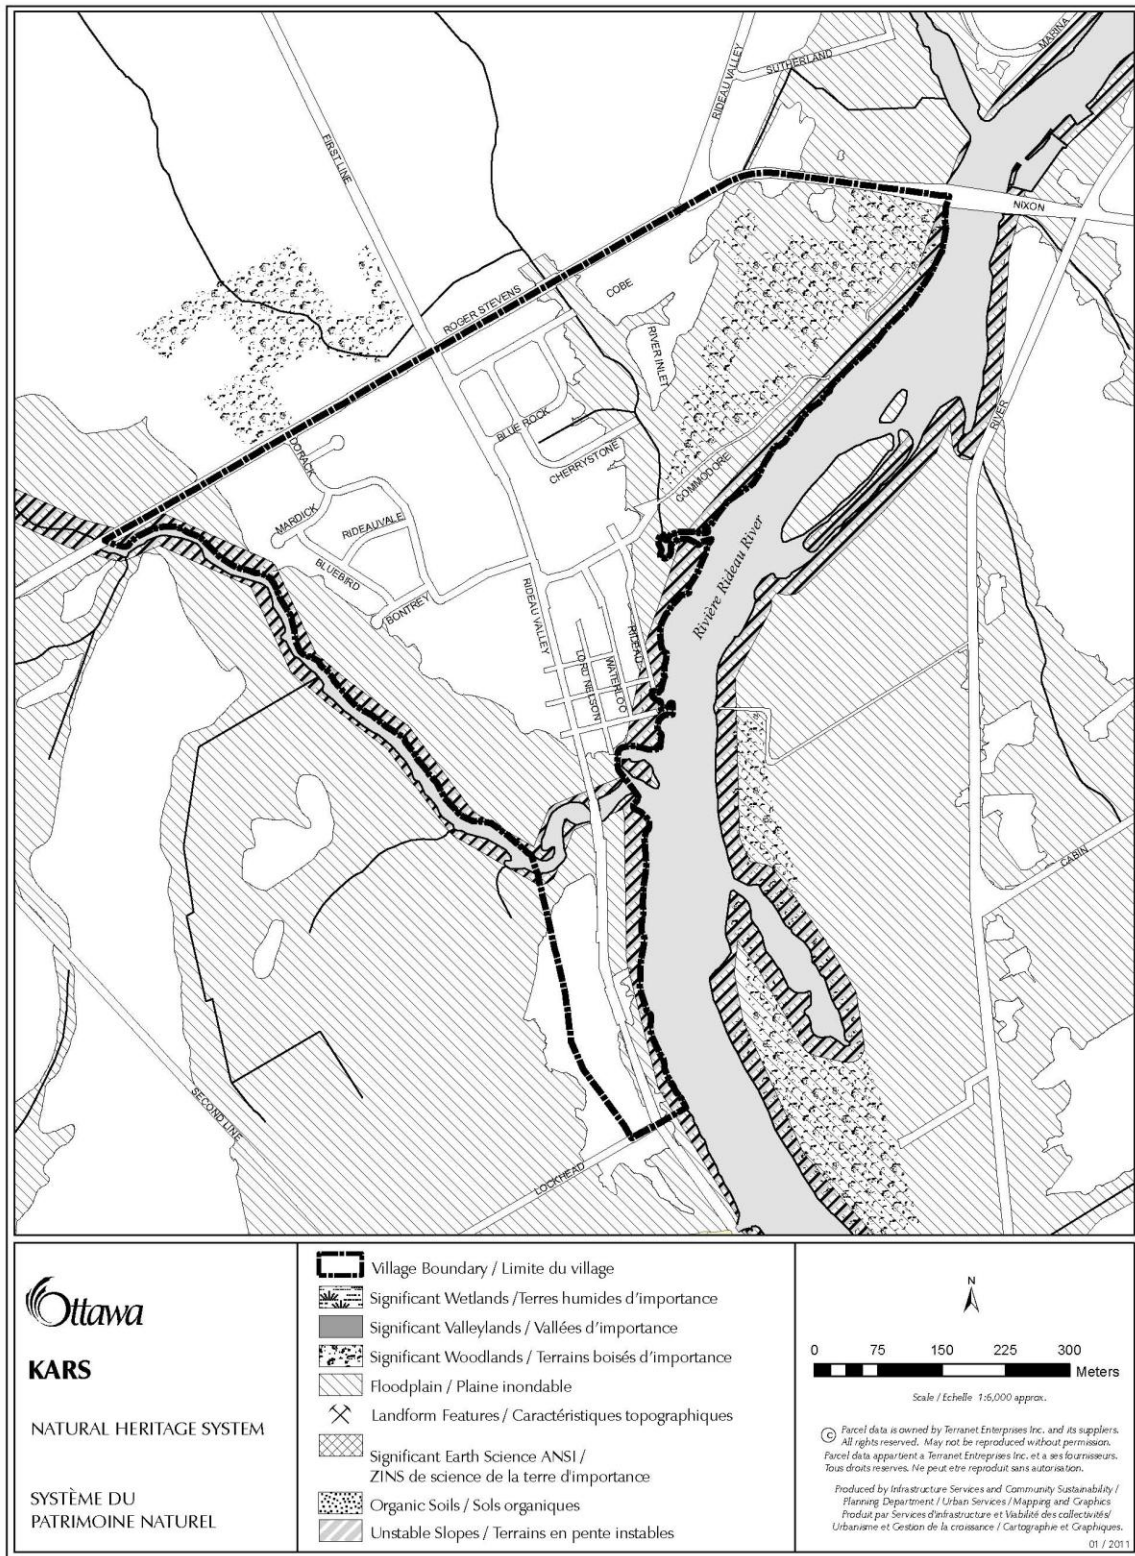 MARINA
SUTHERLAND
RIDEAU VALLEY
FIRST LINE
NIXON
COBE
ROGER STEVENS
RIVER INLET
BLUE ROCK
CHERRYSTONE
COMMODORE
RIVER
DORACK
MARDICK
RIDEAUVALE
BLUEBIRD
BONTREY
RIDEAU VALLEY
LORD NELSON
WATERLOO
RIDEAU
Rivière Rideau River
CABIN
SECOND LINE
LOCKHEAD
Ottawa
KARS
NATURAL HERITAGE SYSTEM
SYSTÈME DU
PATRIMOINE NATUREL
Village Boundary / Limite du village
Significant Wetlands /Terres humides d'importance
Significant Valleylands / Vallées d'importance
Significant Woodlands / Terrains boisés d'importance
Floodplain / Plaine inondable
Landform Features / Caractéristiques topographiques
Significant Earth Science ANSI /
ZINS de science de la terre d'importance
Organic Soils / Sols organiques
Unstable Slopes / Terrains en pente instables
N
0 75 150 225 300
Meters
Scale / Echelle 1:6,000 approx.
© Parcel data is owned by Teranet Enterprises Inc. and its suppliers.
All rights reserved. May not be reproduced without permission.
Parcel data appartient a Teranet Entreprises Inc. et a ses fournisseurs.
Tous droits reserves. Ne peut etre reproduit sans autorisation.
Produced by Infrastructure Services and Community Sustainability /
Planning Department / Urban Services / Mapping and Graphics
Produit par Services d'infrastructure et Viabilité des collectivités/
Urbanisme et Gestion de la croissance / Cartographie et Graphiques.
01 / 2011